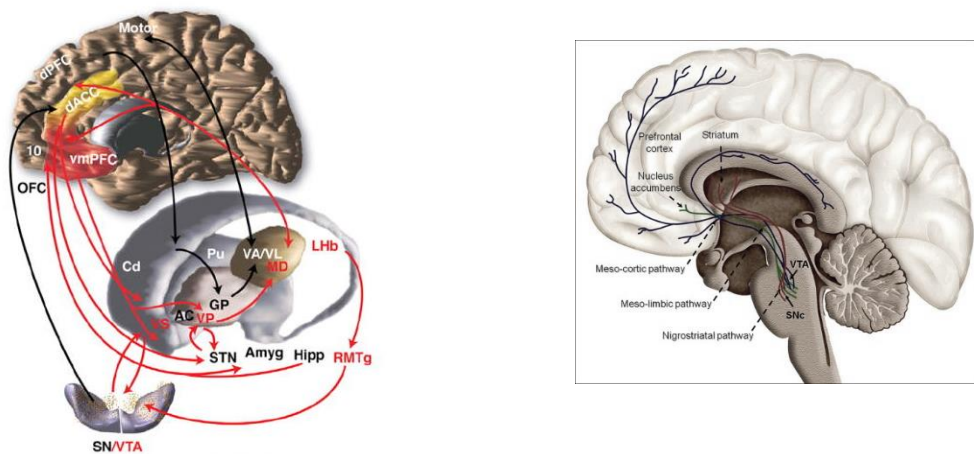 Motor
dPFC
dACC
10
vmPFC
OFC
Cd
Pu
VA/VL
MD
LHb
GP
AC
VP
VS
STN
Amyg
Hipp
RMTg
SN/VTA
Prefrontal
cortex
Striatum
Nucleus
accumbens
Meso-cortic pathway
VTA
Meso-limbic pathway
SNc
Nigrostriatal pathway